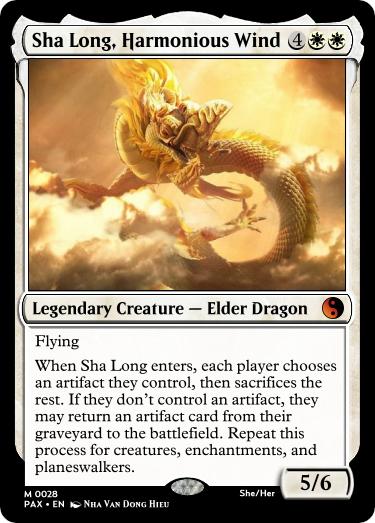 Sha Long, Harmonious Wind 4
Legendary Creature — Elder Dragon
Flying
When Sha Long enters, each player chooses
an artifact they control, then sacrifices the
rest. If they don't control an artifact, they
may return an artifact card from their
graveyard to the battlefield. Repeat this
process for creatures, enchantments, and
planeswalkers.
5/6
M 0028
She/Her
PAX • EN Nha Van Dong Hieu